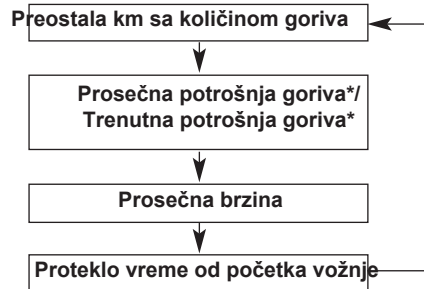 Preostala km sa količinom goriva
Prosečna potrošnja goriva*/
Trenutna potrošnja goriva*
Prosečna brzina
Proteklo vreme od početka vožnje